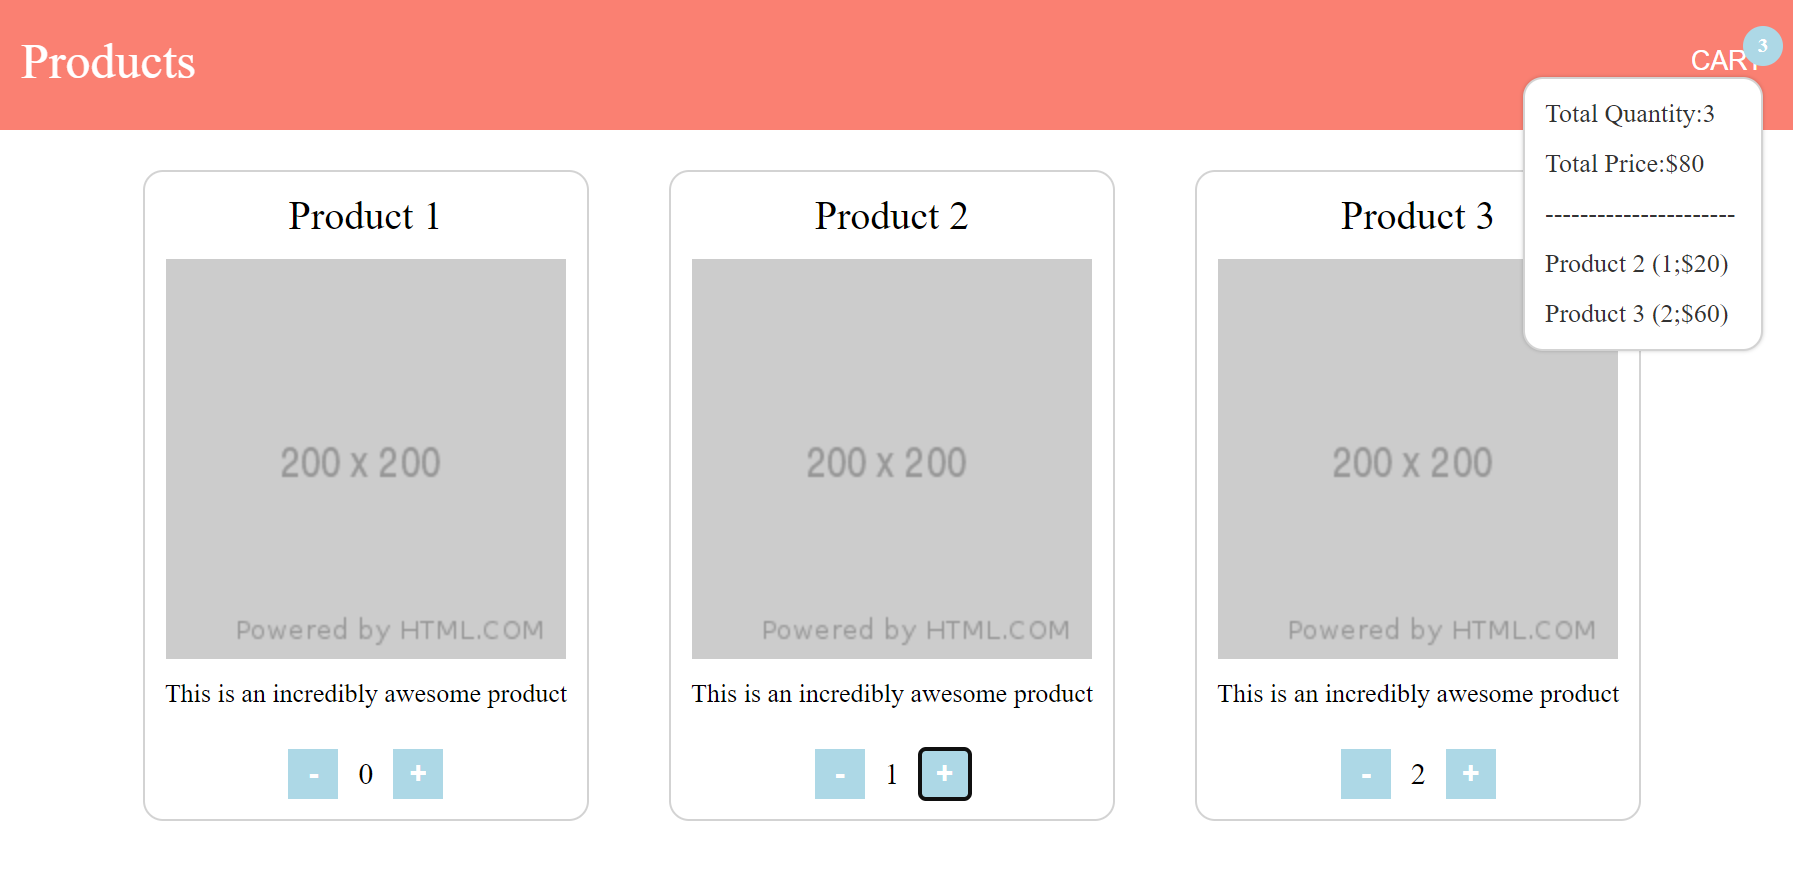 Products
CART
3
Total Quantity:3
Total Price:$80
----------------------
Product 2 (1;$20)
Product 3 (2;$60)
Product 1
200 x 200
Powered by HTML.COM
This is an incredibly awesome product
- 0 +
Product 2
200 x 200
Powered by HTML.COM
This is an incredibly awesome product
- 1 +
Product 3
200 x 200
Powered by HTML.COM
This is an incredibly awesome product
- 2 +